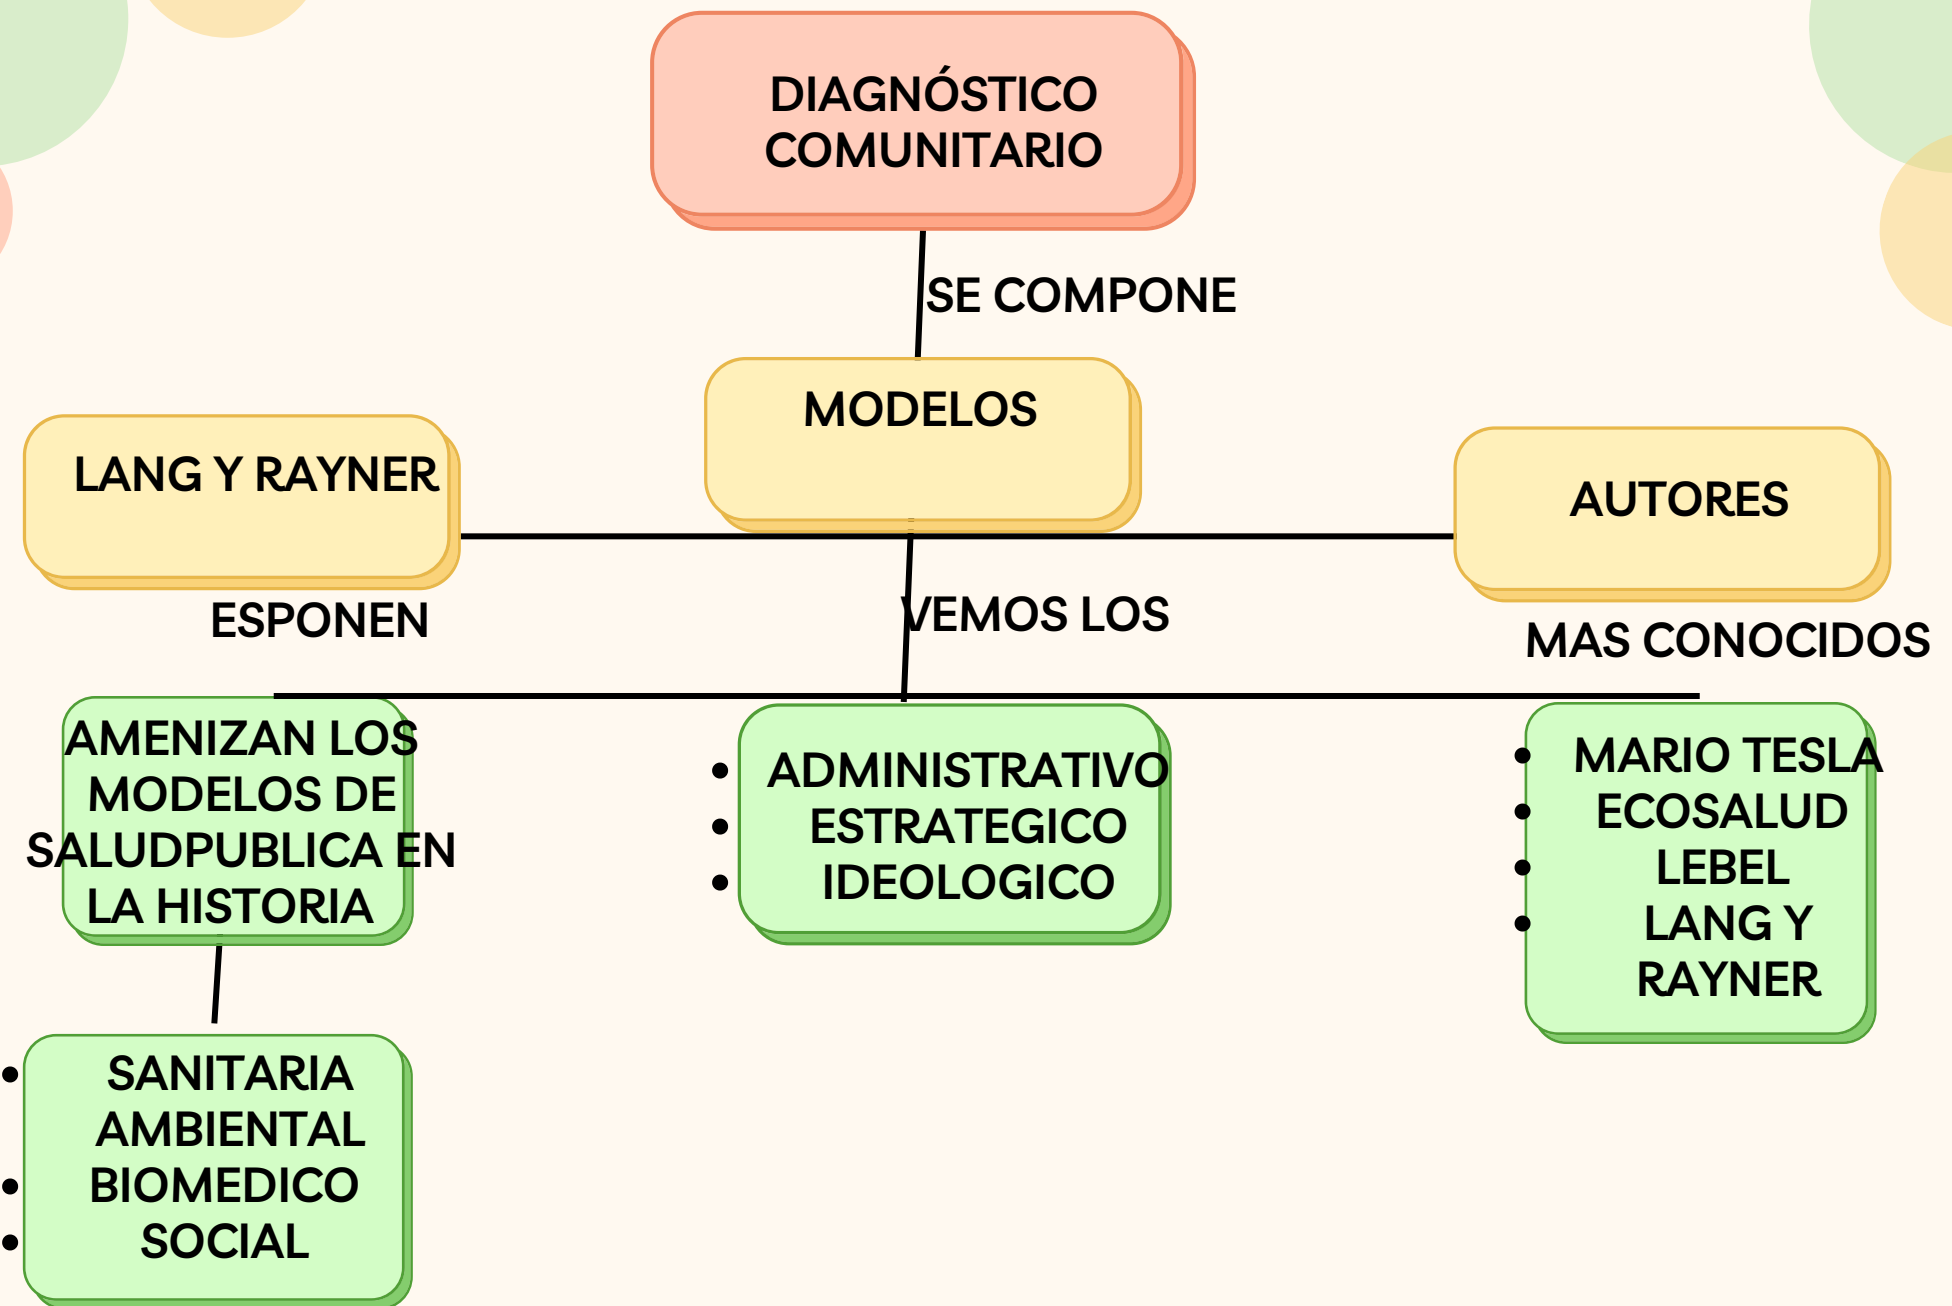 DIAGNÓSTICO
COMUNITARIO
SE COMPONE
MODELOS
LANG Y RAYNER
AUTORES
ESPONEN
VEMOS LOS
MAS CONOCIDOS
AMENIZAN LOS
MODELOS DE
SALUDPUBLICA EN
LA HISTORIA
• ADMINISTRATIVO
• ESTRATEGICO
• IDEOLOGICO
• MARIO TESLA
• ECOSALUD
• LEBEL
• LANG Y
RAYNER
• SANITARIA
AMBIENTAL
• BIOMEDICO
• SOCIAL